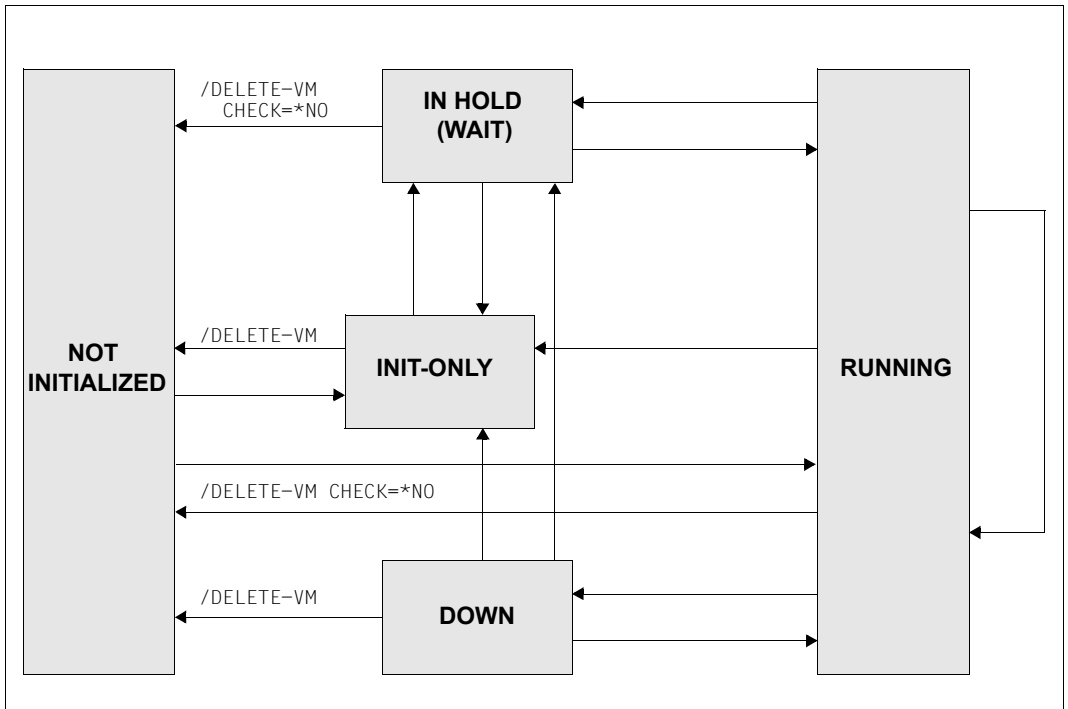 /DELETE-VM
CHECK=*NO
IN HOLD
(WAIT)
/DELETE-VM
NOT
INITIALIZED
INIT-ONLY
RUNNING
/DELETE-VM CHECK=*NO
/DELETE-VM
DOWN